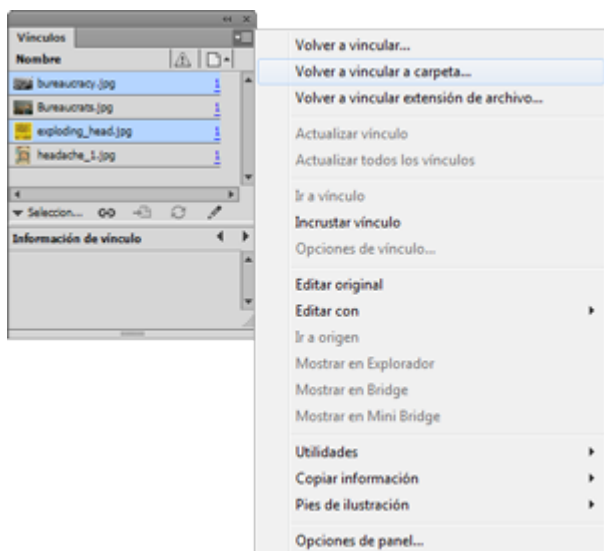 Vínculos
Nombre
bureaucracy.jpg 1
Bureaucrats.jpg 1
exploding_head.jpg 1
headache_1.jpg 1
Seleccion...
Información de vínculo
Volver a vincular...
Volver a vincular a carpeta...
Volver a vincular extensión de archivo...
Actualizar vínculo
Actualizar todos los vínculos
Ir a vínculo
Incrustar vínculo
Opciones de vínculo...
Editar original
Editar con
Ir a origen
Mostrar en Explorador
Mostrar en Bridge
Mostrar en Mini Bridge
Utilidades
Copiar información
Pies de ilustración
Opciones de panel...